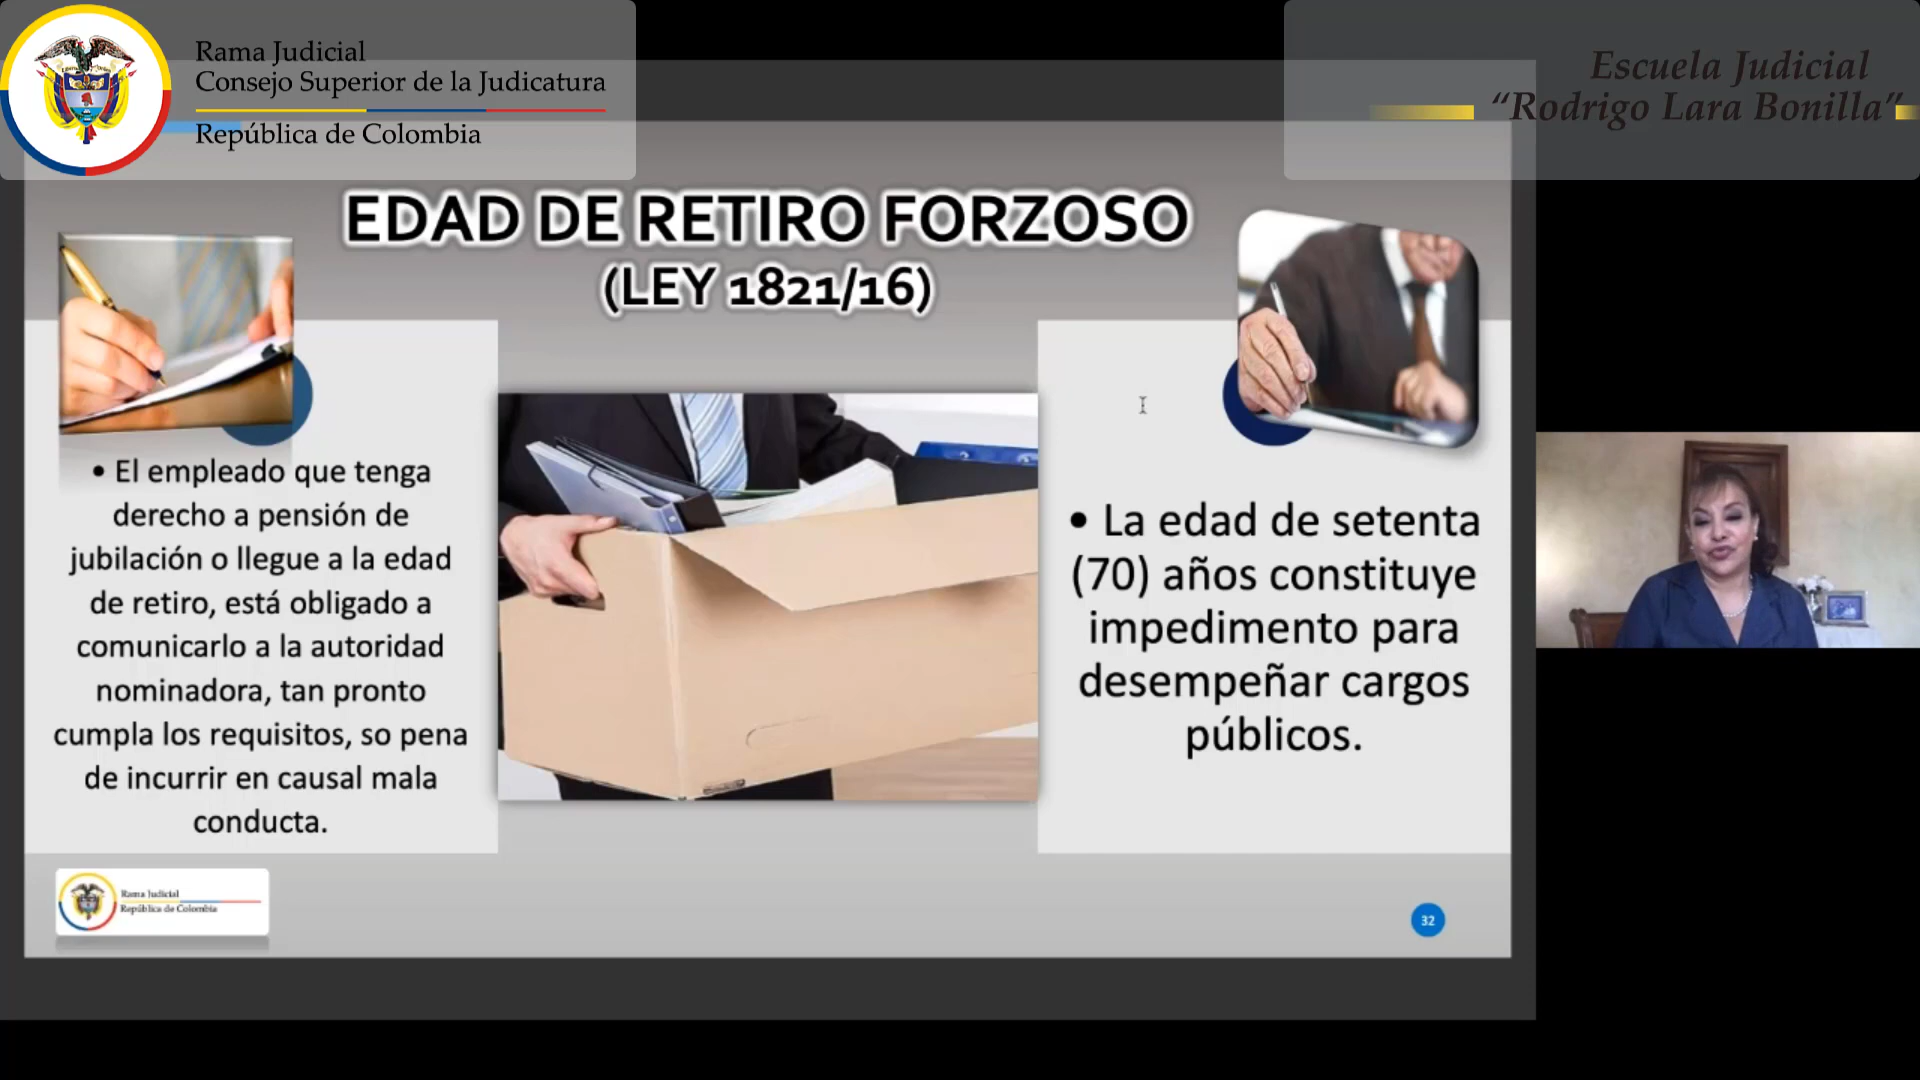 Rama Judicial
Consejo Superior de la Judicatura
República de Colombia
Escuela Judicial
“Rodrigo Lara Bonilla”
EDAD DE RETIRO FORZOSO
(LEY 1821/16)
• El empleado que tenga
derecho a pensión de
jubilación o llegue a la edad
de retiro, está obligado a
comunicarlo a la autoridad
nominadora, tan pronto
cumpla los requisitos, so pena
de incurrir en causal mala
conducta.
• La edad de setenta
(70) años constituye
impedimento para
desempeñar cargos
públicos.
Rama Judicial
República de Colombia
32